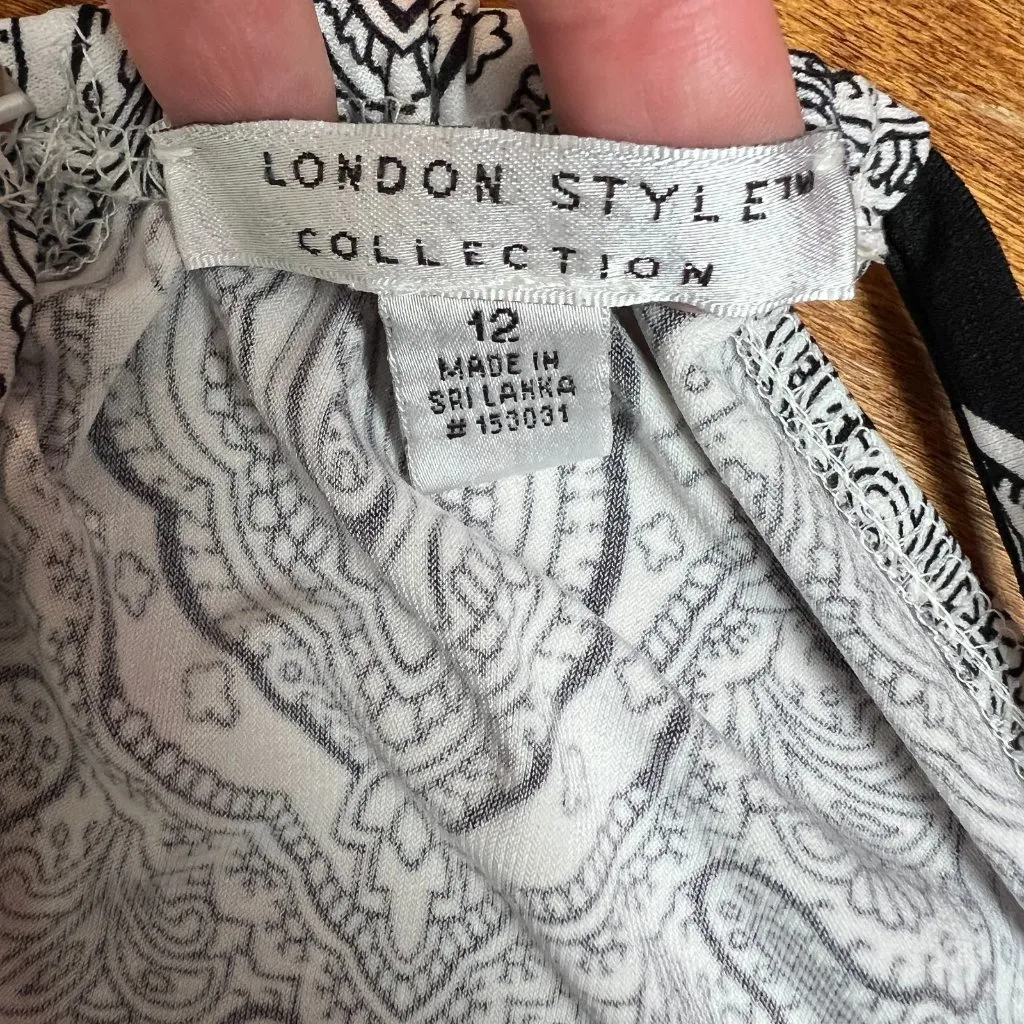 LONDON STYLE™
COLLECTION
12
MADE IN
SRI LANKA
# 153031